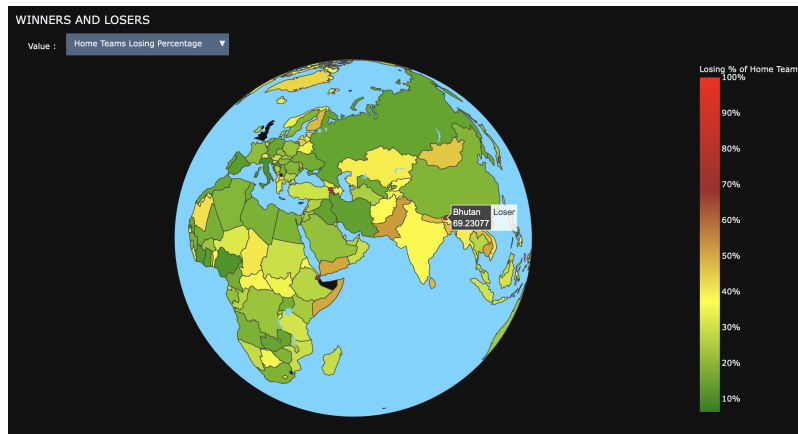 WINNERS AND LOSERS
Value :
Home Teams Losing Percentage ▼
Losing % of Home Team
100%
90%
80%
70%
60%
50%
40%
30%
20%
10%
Bhutan
69.23077
Loser